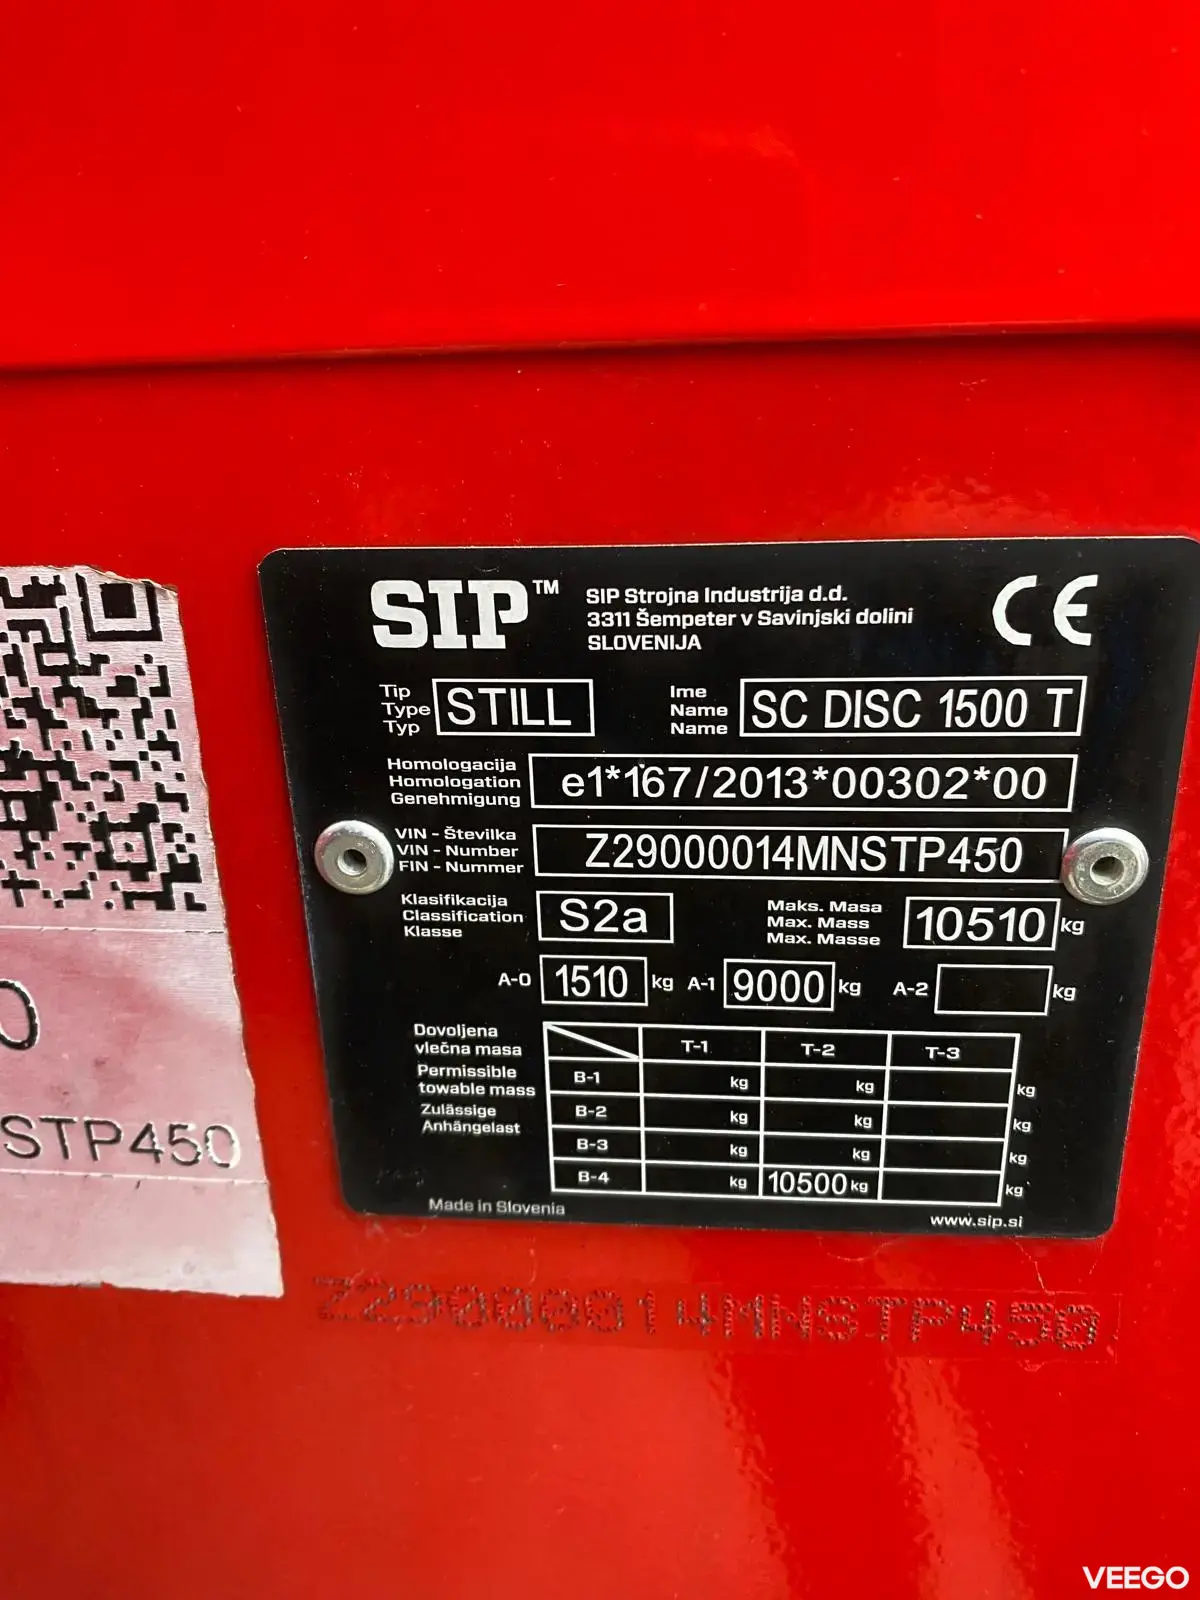 SIP™
SIP Strojna Industrija d.d.
3311 Šempeter v Savinjski dolini
SLOVENIJA
CE
Tip
Type
Typ
STILL
Ime
Name
Name
SC DISC 1500 T
Homologacija
Homologation
Genehmigung
e1*167/2013*00302*00
VIN - Številka
VIN - Number
FIN - Nummer
Z29000014MNSTP450
Klasifikacija
Classification
Klasse
S2a
Maks. Masa
Max. Mass
Max. Masse
10510 kg
A-0 1510 kg A-1 9000 kg A-2 kg
Dovoljena
vlečna masa
Permissible
towable mass
Zulässige
Anhängelast
T-1 T-2 T-3
B-1 kg kg kg
B-2 kg kg kg
B-3 kg kg kg
B-4 kg 10500 kg kg
Made in Slovenia
www.sip.si
0
STP450
Z29000014MNSTP450
VEEGO